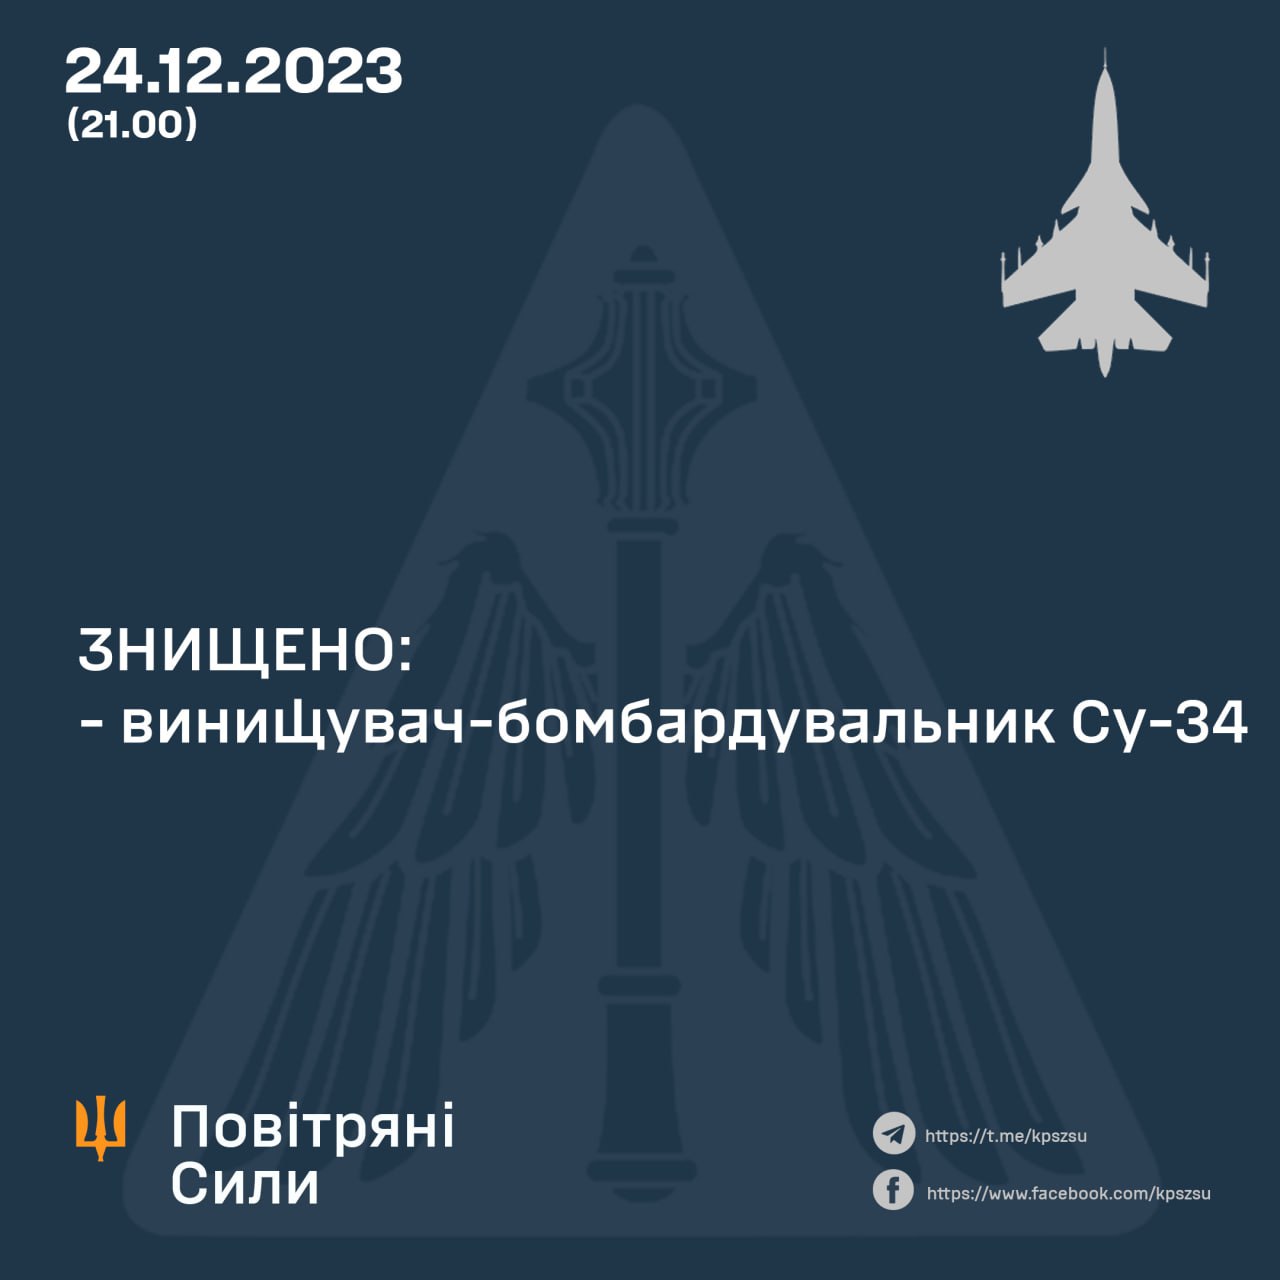 24.12.2023
(21.00)
ЗНИЩЕНО:
- винищувач-бомбардувальник Су-34
Повітряні
Сили
https://t.me/kpszsu
https://www.facebook.com/kpszsu